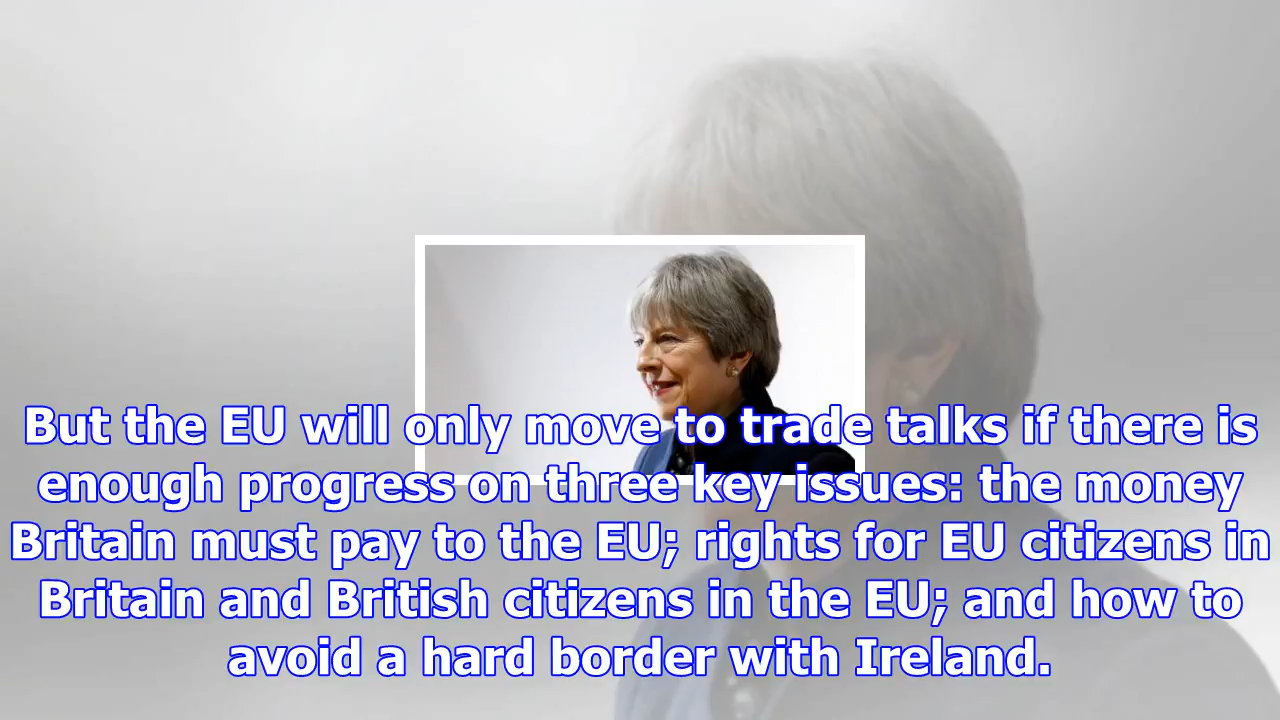 But the EU will only move to trade talks if there is
enough progress on three key issues: the money
Britain must pay to the EU; rights for EU citizens in
Britain and British citizens in the EU; and how to
avoid a hard border with Ireland.